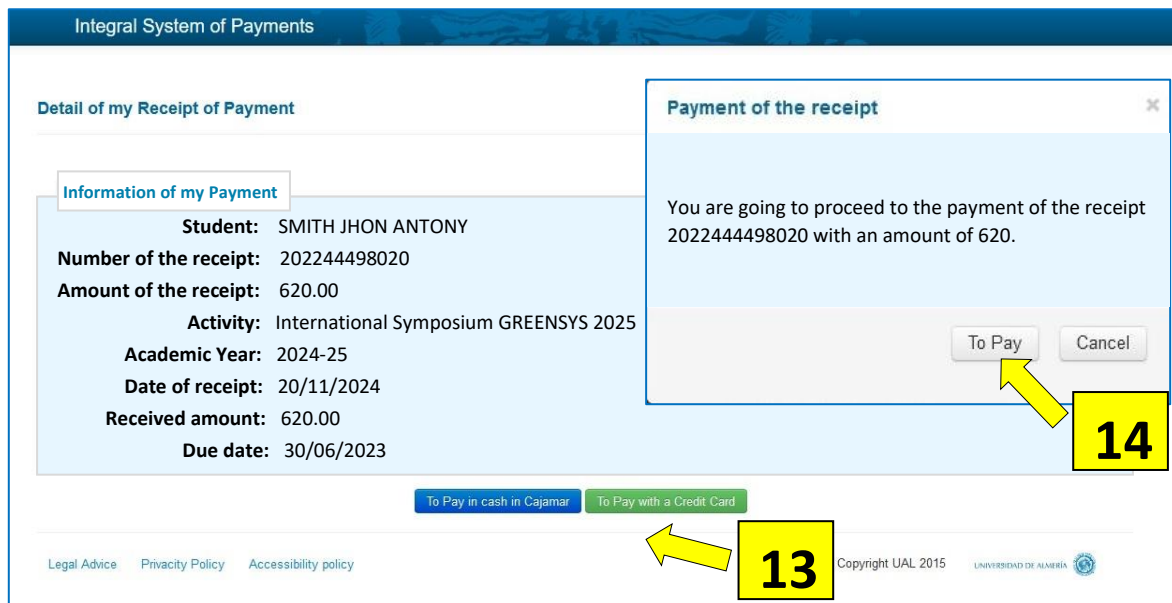 Integral System of Payments
Detail of my Receipt of Payment
Information of my Payment
Student: SMITH JHON ANTONY
Number of the receipt: 202244498020
Amount of the receipt: 620.00
Activity: International Symposium GREENSYS 2025
Academic Year: 2024-25
Date of receipt: 20/11/2024
Received amount: 620.00
Due date: 30/06/2023
Payment of the receipt ×
You are going to proceed to the payment of the receipt
2022444498020 with an amount of 620.
To Pay Cancel
14
To Pay in cash in Cajamar To Pay with a Credit Card
13
Legal Advice Privacity Policy Accessibility policy Copyright UAL 2015 UNIVERSIDAD DE ALMERÍA